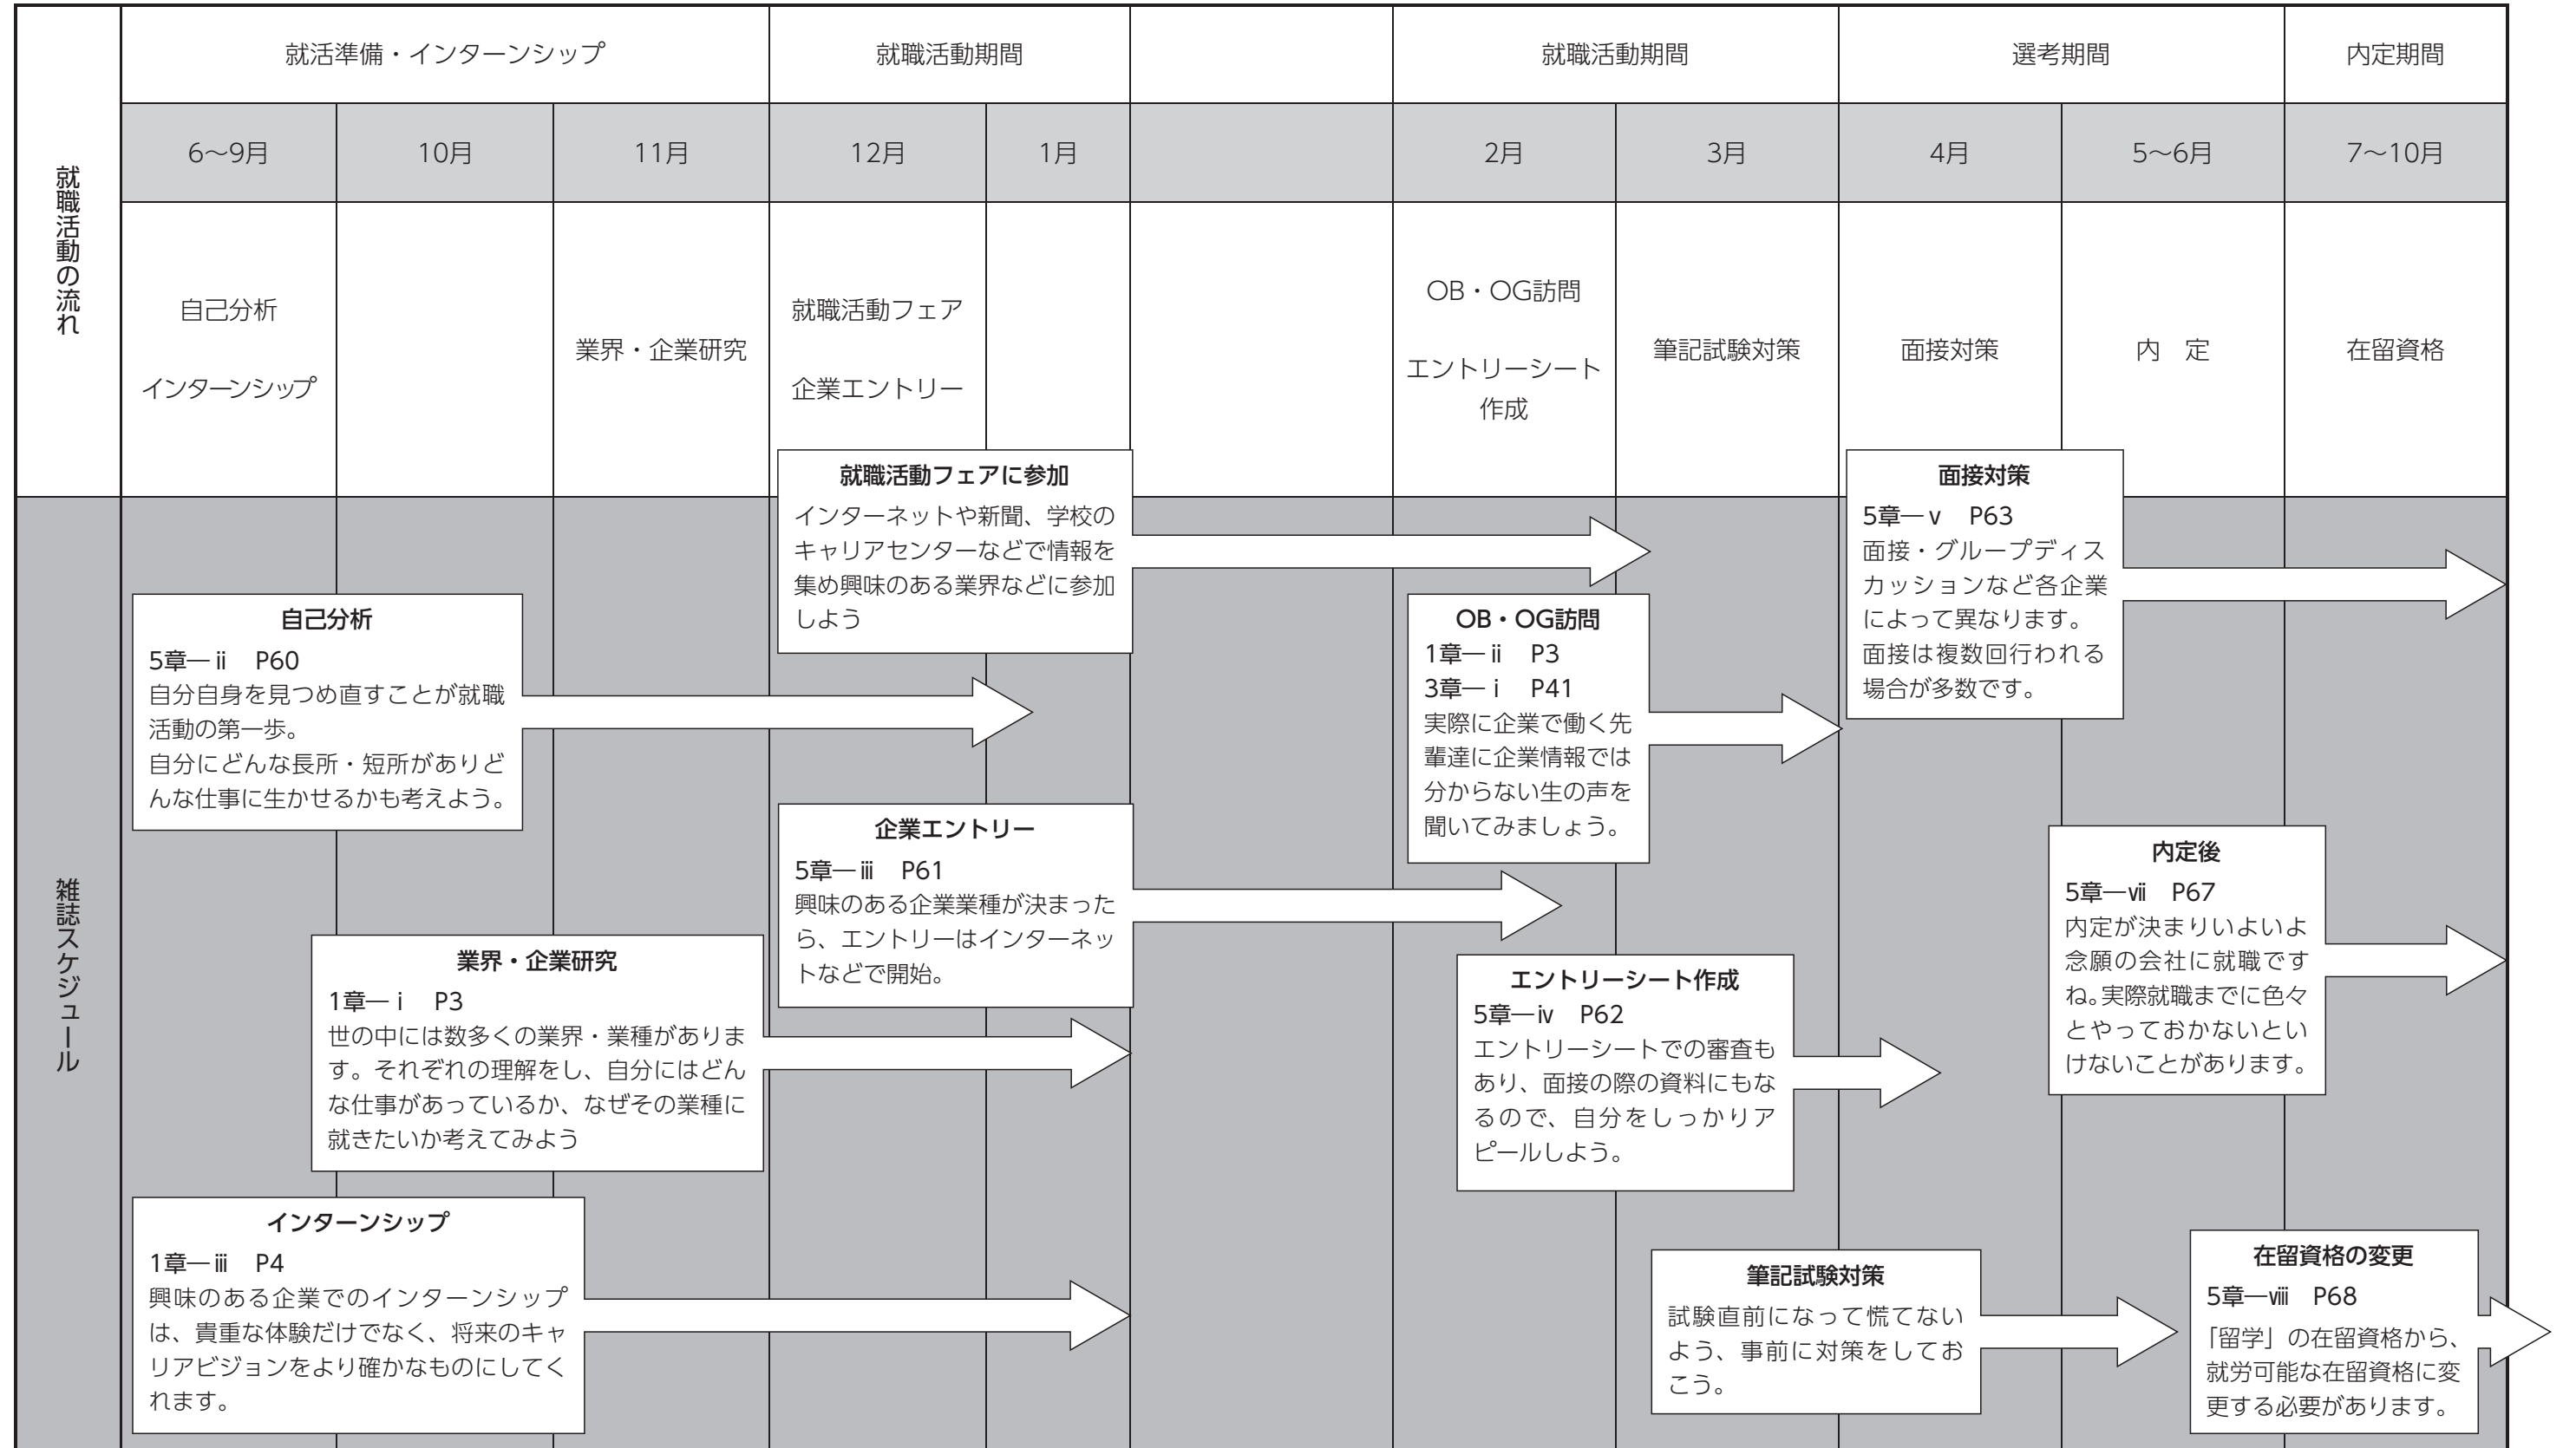 就職活動の流れ
就活準備・インターンシップ
就職活動期間
就職活動期間
選考期間
内定期間
6～9月
10月
11月
12月
1月
2月
3月
4月
5～6月
7～10月
自己分析
インターンシップ
業界・企業研究
就職活動フェア
企業エントリー
OB・OG訪問
エントリーシート
作成
筆記試験対策
面接対策
内　定
在留資格
雑誌スケジュール
自己分析
5章―ⅱ　P60
自分自身を見つめ直すことが就職
活動の第一歩。
自分にどんな長所・短所がありど
んな仕事に生かせるかも考えよう。
業界・企業研究
1章―ⅰ　P3
世の中には数多くの業界・業種がありま
す。それぞれの理解をし、自分にはどん
な仕事があっているか、なぜその業種に
就きたいか考えてみよう
インターンシップ
1章―ⅲ　P4
興味のある企業でのインターンシップ
は、貴重な体験だけでなく、将来のキャ
リアビジョンをより確かなものにしてく
れます。
就職活動フェアに参加
インターネットや新聞、学校の
キャリアセンターなどで情報を
集め興味のある業界などに参加
しよう
企業エントリー
5章―ⅲ　P61
興味のある企業業種が決まった
ら、エントリーはインターネッ
トなどで開始。
OB・OG訪問
1章―ⅱ　P3
3章―ⅰ　P41
実際に企業で働く先
輩達に企業情報では
分からない生の声を
聞いてみましょう。
エントリーシート作成
5章―ⅳ　P62
エントリーシートでの審査も
あり、面接の際の資料にもな
るので、自分をしっかりア
ピールしよう。
筆記試験対策
試験直前になって慌てない
よう、事前に対策をしてお
こう。
面接対策
5章―ⅴ　P63
面接・グループディス
カッションなど各企業
によって異なります。
面接は複数回行われる
場合が多数です。
内定後
5章―ⅶ　P67
内定が決まりいよいよ
念願の会社に就職です
ね。実際就職までに色々
とやっておかないとい
けないことがあります。
在留資格の変更
5章―ⅷ　P68
「留学」の在留資格から、
就労可能な在留資格に変
更する必要があります。